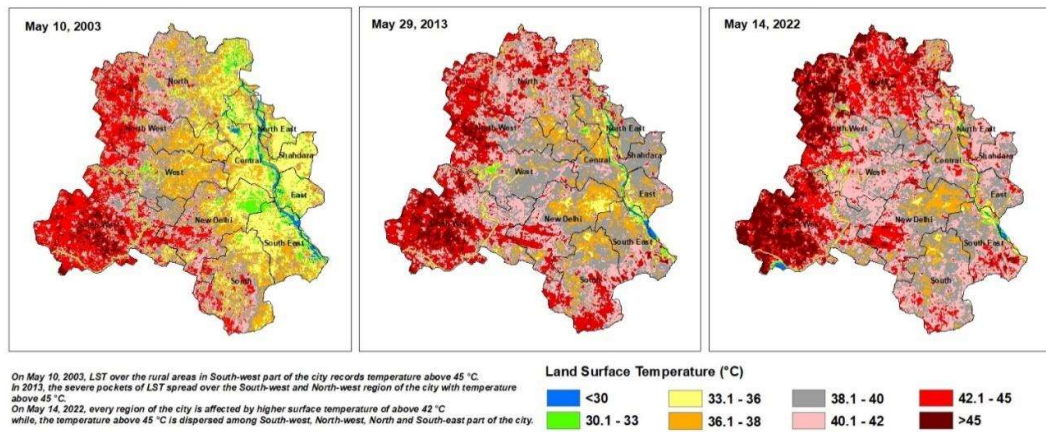 May 10, 2003
North
North West
North East
Shahdara
Central
West
East
New Delhi
South East
South
May 29, 2013
North
North West
North East
Shahdara
Central
West
East
New Delhi
South East
South
May 14, 2022
North
North West
North East
Shahdara
Central
West
East
New Delhi
South East
South
On May 10, 2003, LST over the rural areas in South-west part of the city records temperature above 45 °C.
In 2013, the severe pockets of LST spread over the South-west and North-west region of the city with temperature
above 45 °C.
On May 14, 2022, every region of the city is affected by higher surface temperature of above 42 °C
while, the temperature above 45 °C is dispersed among South-west, North-west, North and South-east part of the city.
Land Surface Temperature (°C)
<30
33.1 - 36
38.1 - 40
42.1 - 45
30.1 - 33
36.1 - 38
40.1 - 42
>45